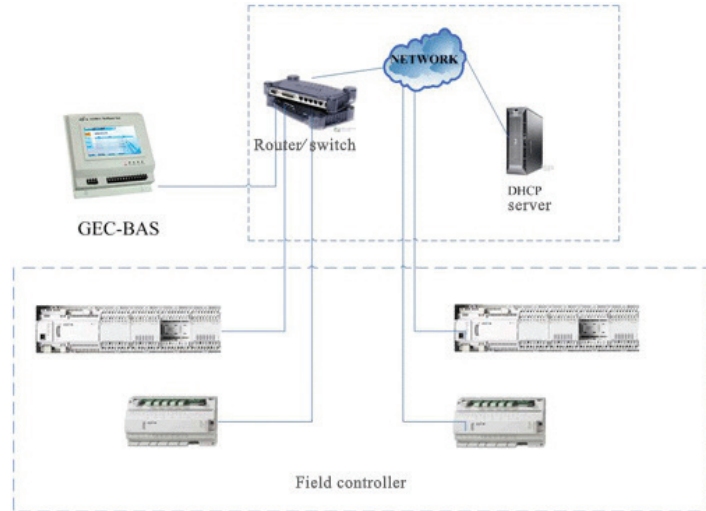 NETWORK
Router/switch
DHCP
server
GEC-BAS
Field controller